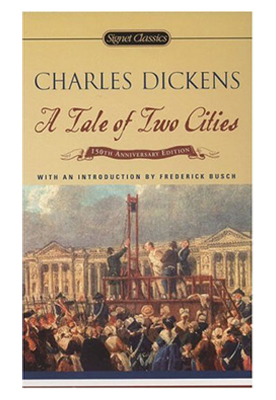 Signet Classics
CHARLES DICKENS
A Tale of Two Cities
150TH ANNIVERSARY EDITION
WITH AN INTRODUCTION BY FREDERICK BUSCH